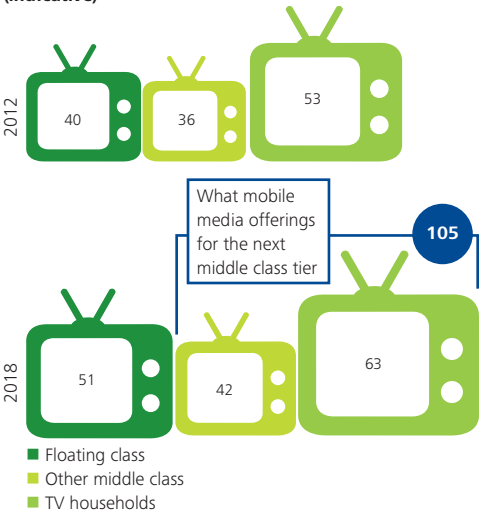 (indicative)
2012
40
36
53
What mobile
media offerings
for the next
middle class tier
105
2018
51
42
63
Floating class
Other middle class
TV households